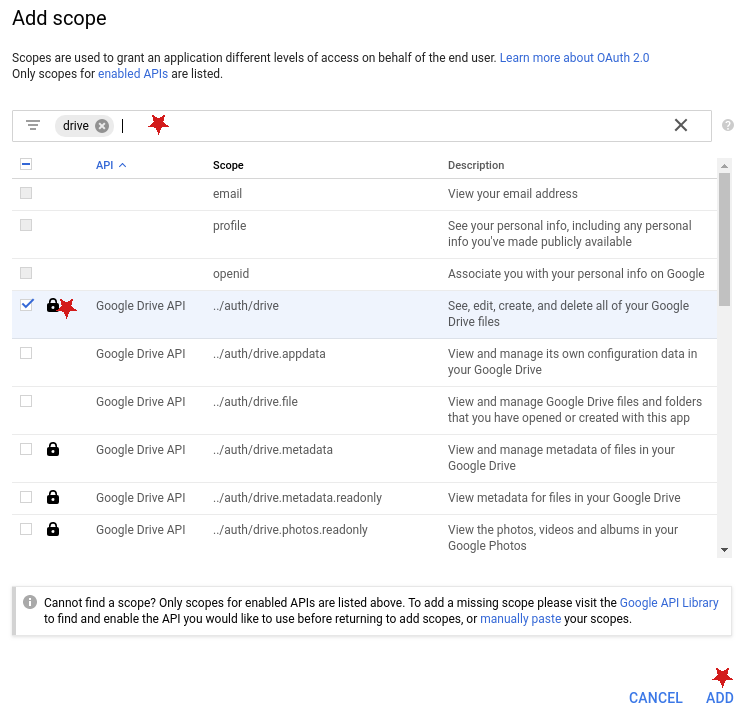 Add scope
Scopes are used to grant an application different levels of access on behalf of the end user. Learn more about OAuth 2.0
Only scopes for enabled APIs are listed.
drive
API Scope Description
email View your email address
profile See your personal info, including any personal
info you've made publicly available
openid Associate you with your personal info on Google
Google Drive API ../auth/drive See, edit, create, and delete all of your Google
Drive files
Google Drive API ../auth/drive.appdata View and manage its own configuration data in
your Google Drive
Google Drive API ../auth/drive.file View and manage Google Drive files and folders
that you have opened or created with this app
Google Drive API ../auth/drive.metadata View and manage metadata of files in your
Google Drive
Google Drive API ../auth/drive.metadata.readonly View metadata for files in your Google Drive
Google Drive API ../auth/drive.photos.readonly View the photos, videos and albums in your
Google Photos
Cannot find a scope? Only scopes for enabled APIs are listed above. To add a missing scope please visit the Google API Library
to find and enable the API you would like to use before returning to add scopes, or manually paste your scopes.
CANCEL ADD